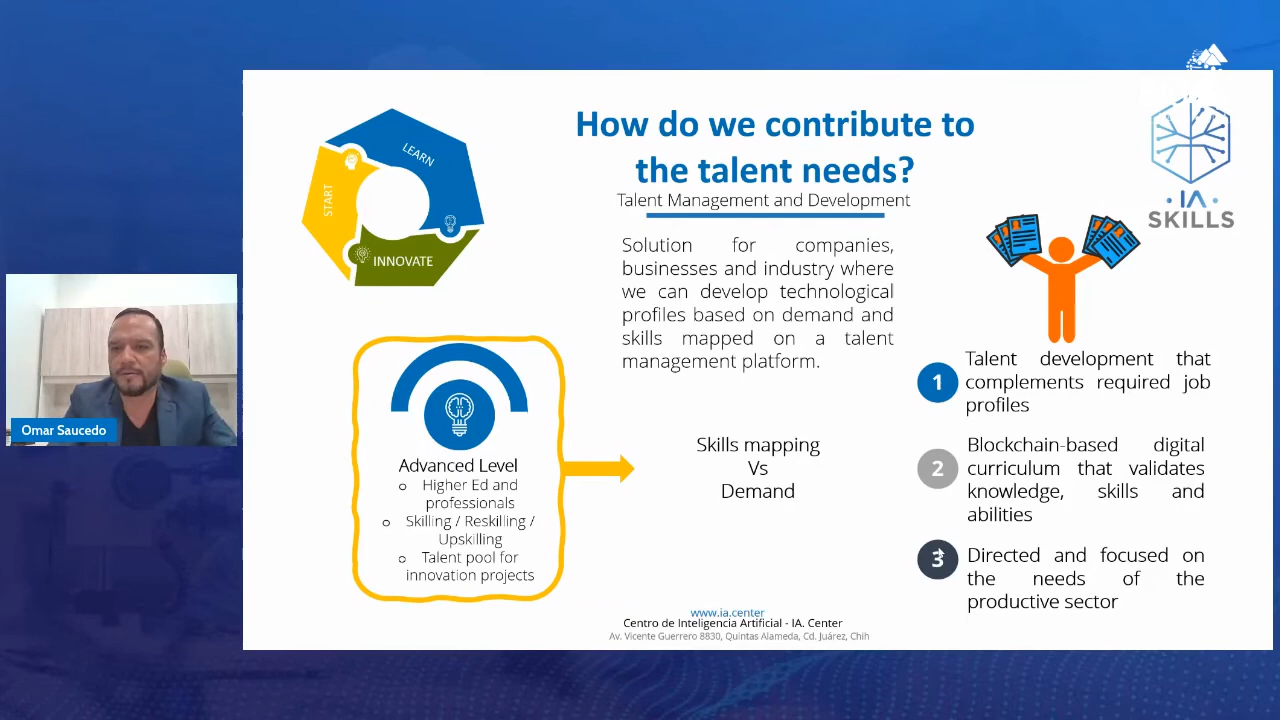 How do we contribute to
the talent needs?
Talent Management and Development
START
LEARN
INNOVATE
IA
SKILLS
Solution for companies,
businesses and industry where
we can develop technological
profiles based on demand and
skills mapped on a talent
management platform.
Omar Saucedo
Advanced Level
o Higher Ed and
professionals
o Skilling / Reskilling /
Upskilling
o Talent pool for
innovation projects
Skills mapping
Vs
Demand
1 Talent development that
complements required job
profiles
2 Blockchain-based digital
curriculum that validates
knowledge, skills and
abilities
3 Directed and focused on
the needs of the
productive sector
www.ia.center
Centro de Inteligencia Artificial - IA. Center
Av. Vicente Guerrero 8830, Quintas Alameda, Cd. Juárez, Chih